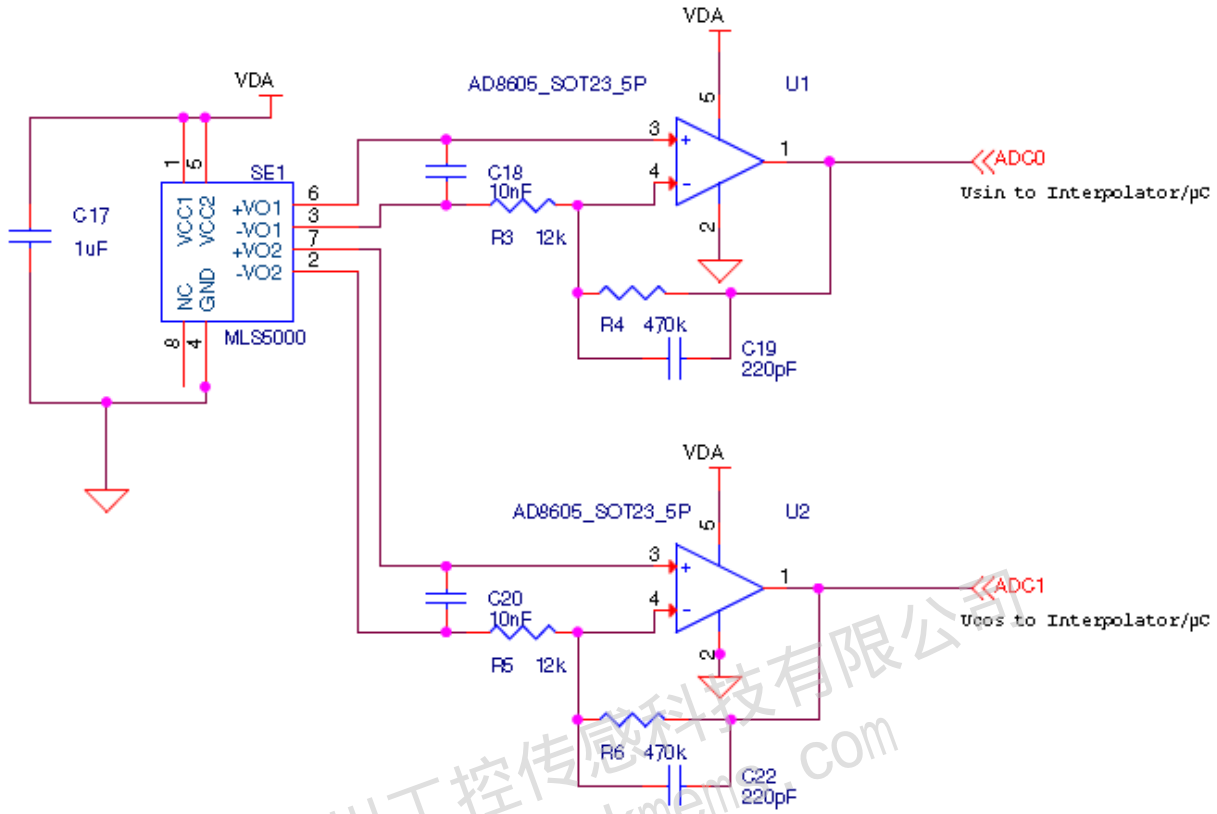 VDA
AD8605_SOT23_5P
U1
5
3
+
4
-
1
2
ADC0
Usin to Interpolator/µC
VDA
1
5
SE1
VCC1
VCC2
+VO1
-VO1
+VO2
-VO2
6
3
7
2
NC
GND
8
4
MLS5000
C17
1uF
C18
10nF
R3 12k
R4 470k
C19
220pF
VDA
AD8605_SOT23_5P
U2
5
3
+
4
-
1
2
ADC1
Ucos to Interpolator/µC
C20
10nF
R5 12k
R6 470k
C22
220pF
工控传感科技有限公司
kmems.com